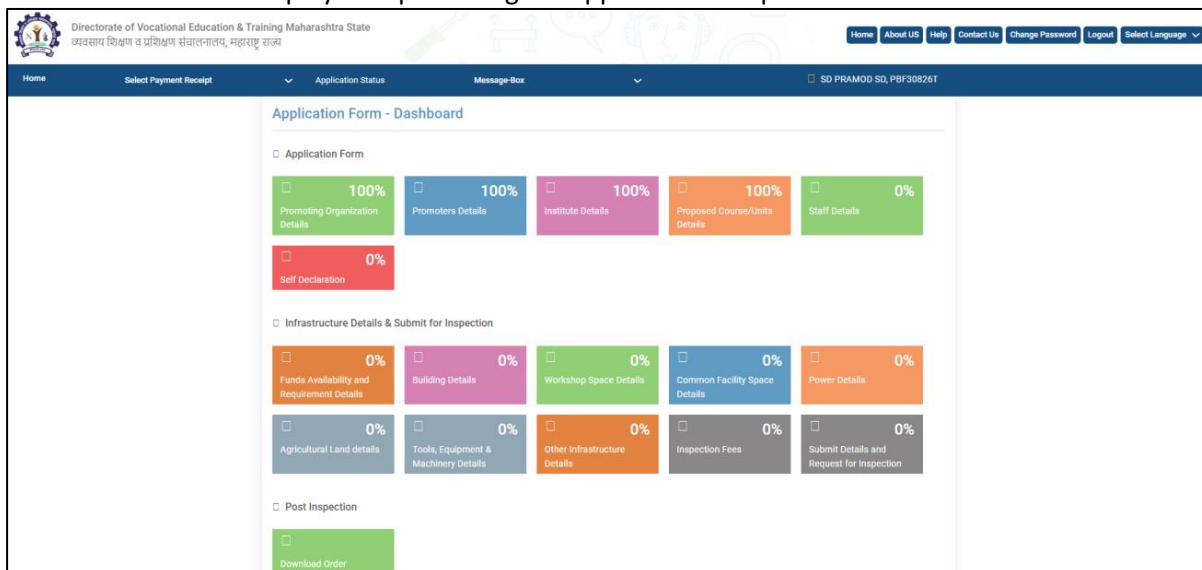 Directorate of Vocational Education & Training Maharashtra State
व्यवसाय शिक्षण व प्रशिक्षण संचालनालय, महाराष्ट्र राज्य
Home About US Help Contact Us Change Password Logout Select Language
Home Select Payment Receipt Application Status Message-Box SD PRAMOD SD, PBF30826T
Application Form - Dashboard
Application Form
100% 100% 100% 100% 0%
Promoting Organization Details
Promoters Details
Institute Details
Proposed Course/Units Details
Staff Details
0%
Self Declaration
Infrastructure Details & Submit for Inspection
0% 0% 0% 0% 0%
Funds Availability and Requirement Details
Building Details
Workshop Space Details
Common Facility Space Details
Power Details
0% 0% 0% 0% 0%
Agricultural Land details
Tools, Equipment & Machinery Details
Other Infrastructure Details
Inspection Fees
Submit Details and Request for Inspection
Post Inspection
Download Order